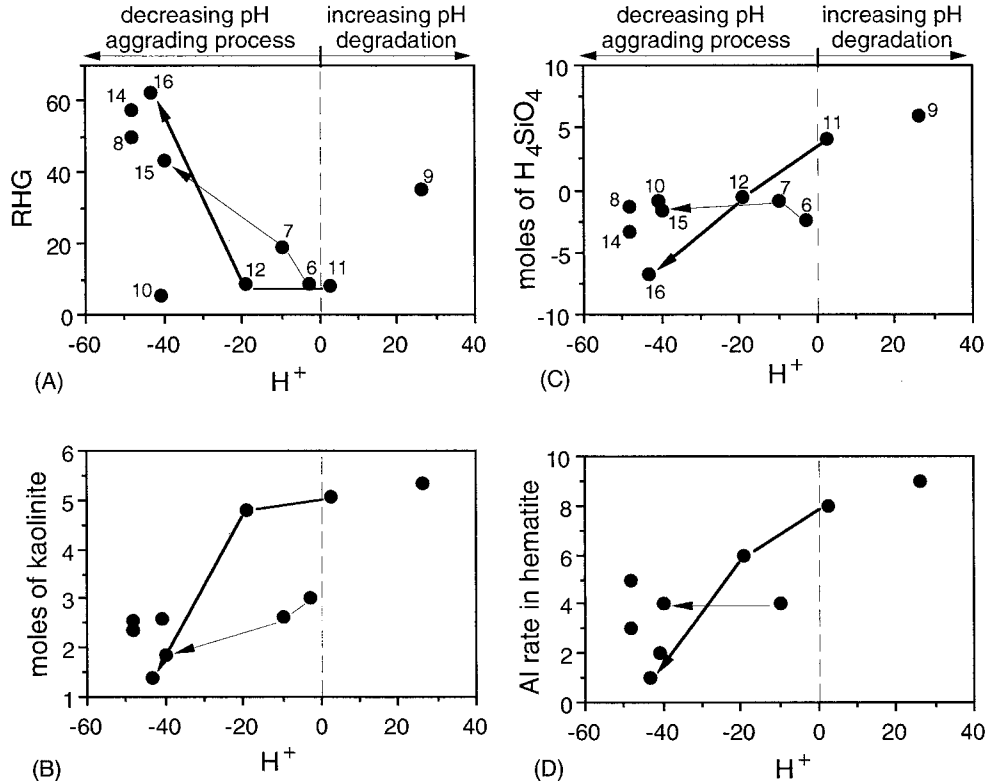 decreasing pH increasing pH
aggrading process degradation
RHG
60
40
20
0
14
16
8
15
9
7
12
6
11
10
-60 -40 -20 0 20 40
(A) H+
decreasing pH increasing pH
aggrading process degradation
moles of H4SiO4
10
5
0
-5
-10
9
11
8
10
12
7
15
6
14
16
-60 -40 -20 0 20 40
(C) H+
moles of kaolinite
6
5
4
3
2
1
-60 -40 -20 0 20 40
(B) H+
Al rate in hematite
10
8
6
4
2
0
-60 -40 -20 0 20 40
(D) H+